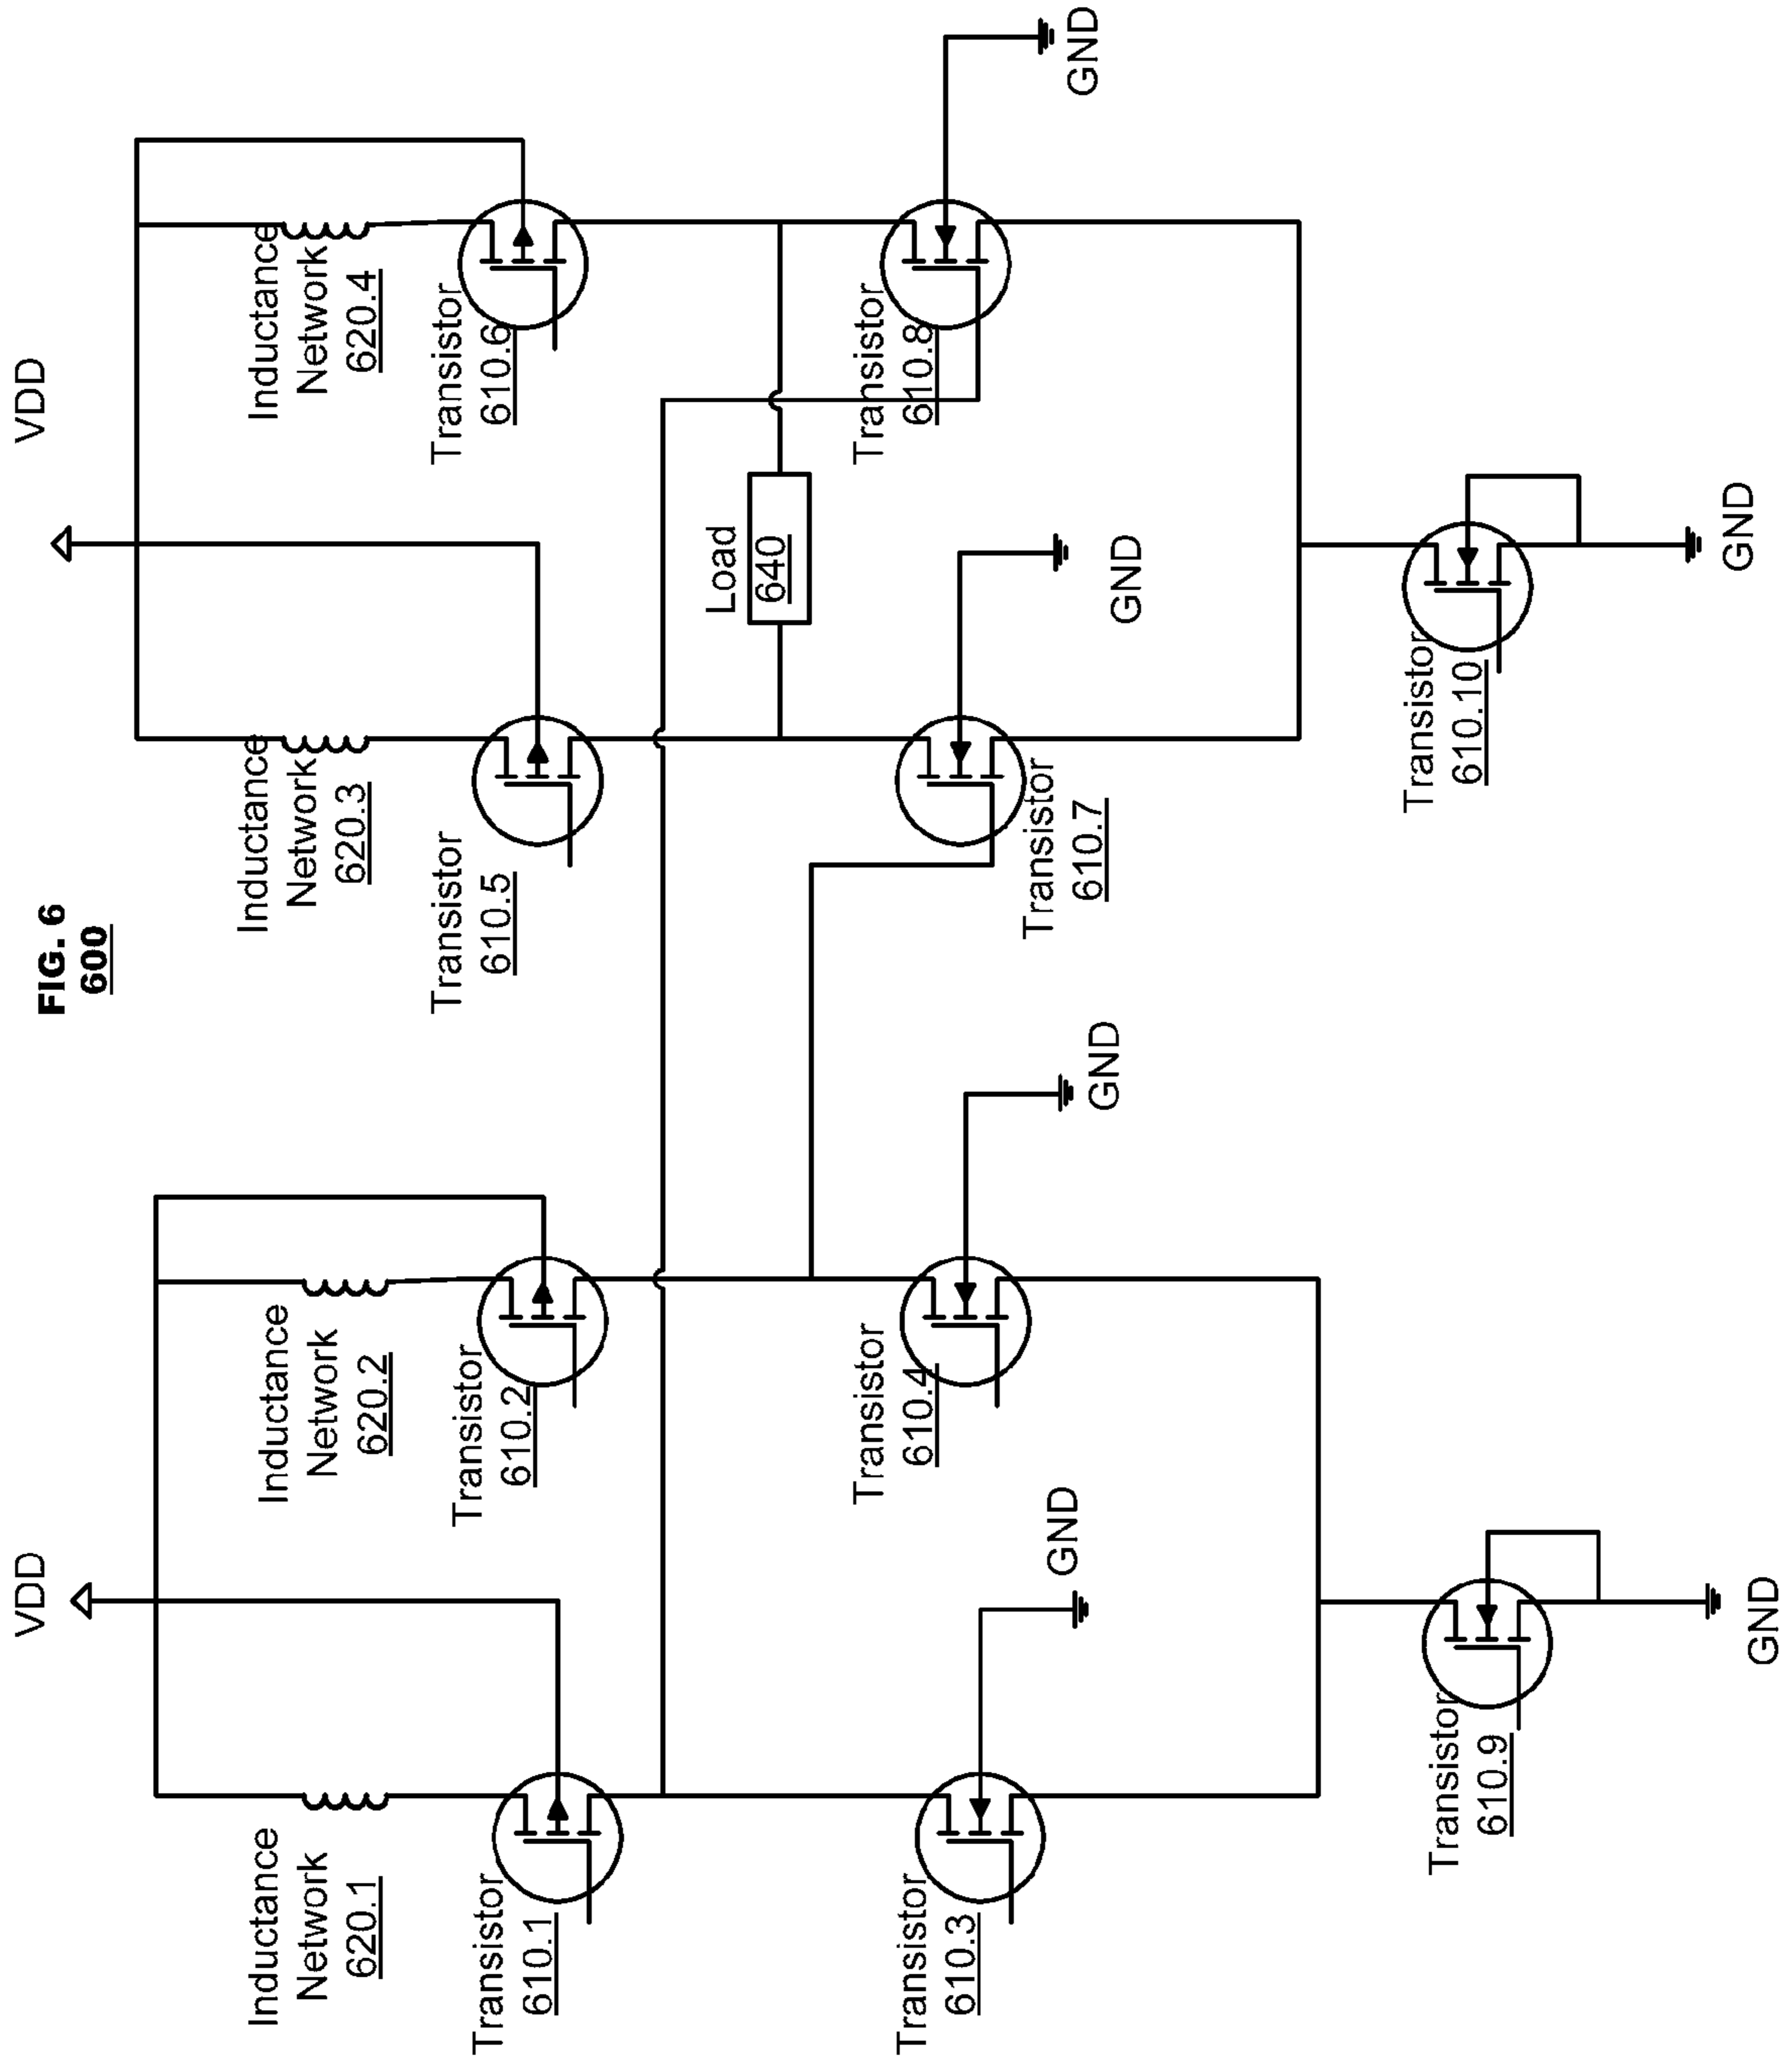 FIG. 6
600
VDD
VDD
Inductance
Network
620.1
Inductance
Network
620.2
Inductance
Network
620.3
Inductance
Network
620.4
Transistor
610.1
Transistor
610.2
Transistor
610.5
Transistor
610.6
Load
640
Transistor
610.3
GND
Transistor
610.4
GND
Transistor
610.7
GND
Transistor
610.8
GND
Transistor
610.9
GND
Transistor
610.10
GND